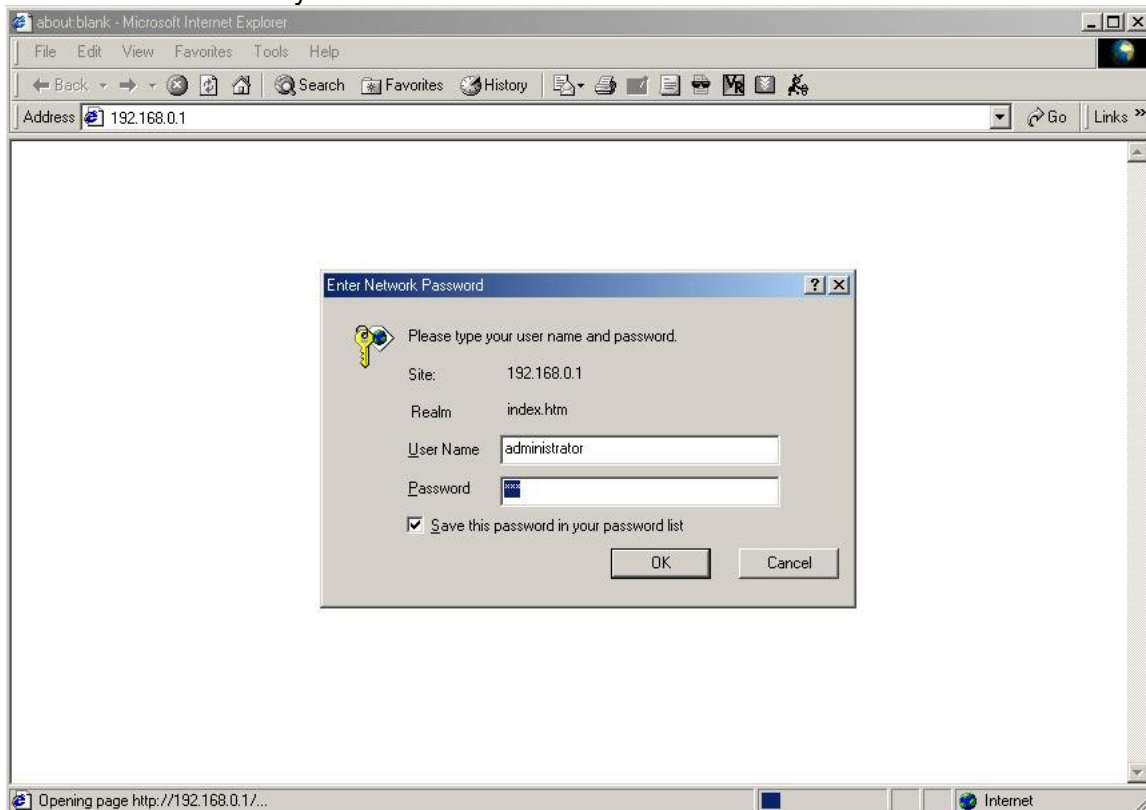 about:blank - Microsoft Internet Explorer
File Edit View Favorites Tools Help
Back Search Favorites History
Address 192.168.0.1 Go Links »
Enter Network Password
Please type your user name and password.
Site: 192.168.0.1
Realm index.htm
User Name administrator
Password ***
Save this password in your password list
OK Cancel
Opening page http://192.168.0.1/... Internet